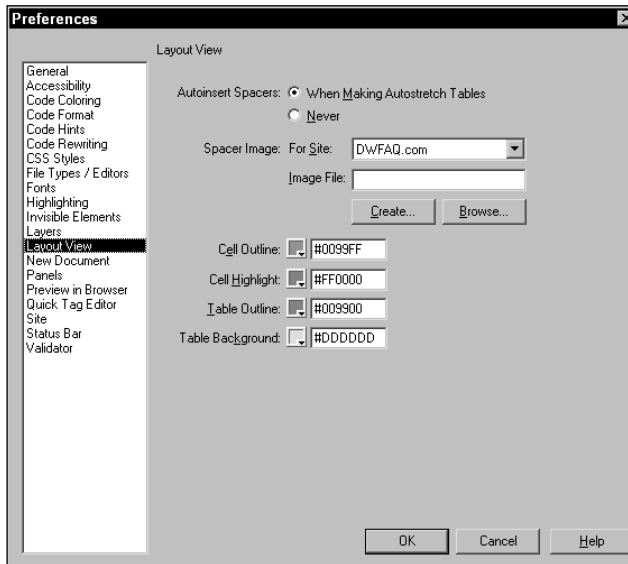 Preferences
Layout View
General
Accessibility
Code Coloring
Code Format
Code Hints
Code Rewriting
CSS Styles
File Types / Editors
Fonts
Highlighting
Invisible Elements
Layers
Layout View
New Document
Panels
Preview in Browser
Quick Tag Editor
Site
Status Bar
Validator
Autoinsert Spacers: When Making Autostretch Tables
Never
Spacer Image: For Site: DWFAQ.com
Image File:
Create... Browse...
Cell Outline: #0099FF
Cell Highlight: #FF0000
Table Outline: #009900
Table Background: #DDDDDD
OK Cancel Help